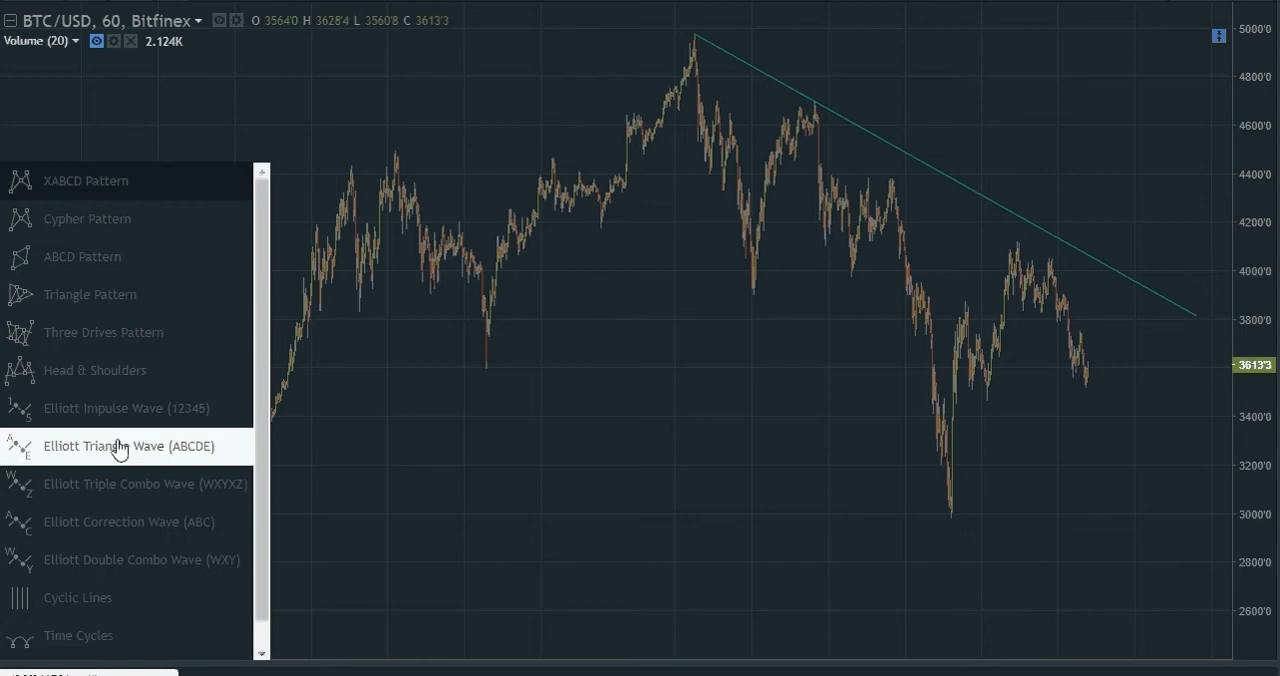 BTC/USD, 60, Bitfinex O 3564'0 H 3628'4 L 3560'8 C 3613'3
Volume (20) 2.124K
XABCD Pattern
Cypher Pattern
ABCD Pattern
Triangle Pattern
Three Drives Pattern
Head & Shoulders
Elliott Impulse Wave (12345)
Elliott Triangle Wave (ABCDE)
Elliott Triple Combo Wave (WXYXZ)
Elliott Correction Wave (ABC)
Elliott Double Combo Wave (WXY)
Cyclic Lines
Time Cycles
5000'0
4800'0
4600'0
4400'0
4200'0
4000'0
3800'0
3613'3
3400'0
3200'0
3000'0
2800'0
2600'0